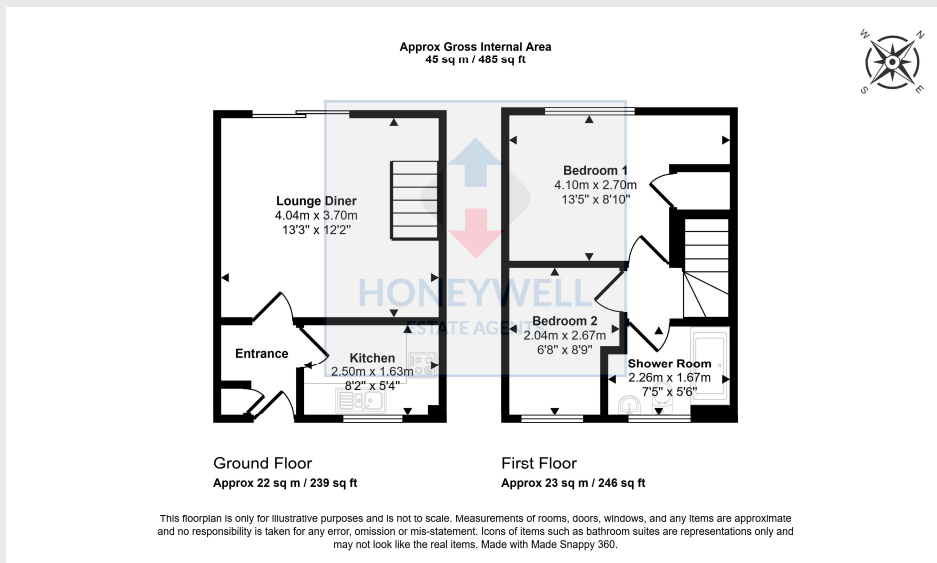 Approx Gross Internal Area
45 sq m / 485 sq ft
W
N
S
E
Lounge Diner
4.04m x 3.70m
13'3" x 12'2"
Bedroom 1
4.10m x 2.70m
13'5" x 8'10"
HONEYWELL
ESTATE AGENTS
Entrance
Kitchen
2.50m x 1.63m
8'2" x 5'4"
Bedroom 2
2.04m x 2.67m
6'8" x 8'9"
Shower Room
2.26m x 1.67m
7'5" x 5'6"
Ground Floor
Approx 22 sq m / 239 sq ft
First Floor
Approx 23 sq m / 246 sq ft
This floorplan is only for illustrative purposes and is not to scale. Measurements of rooms, doors, windows, and any items are approximate
and no responsibility is taken for any error, omission or mis-statement. Icons of items such as bathroom suites are representations only and
may not look like the real items. Made with Made Snappy 360.